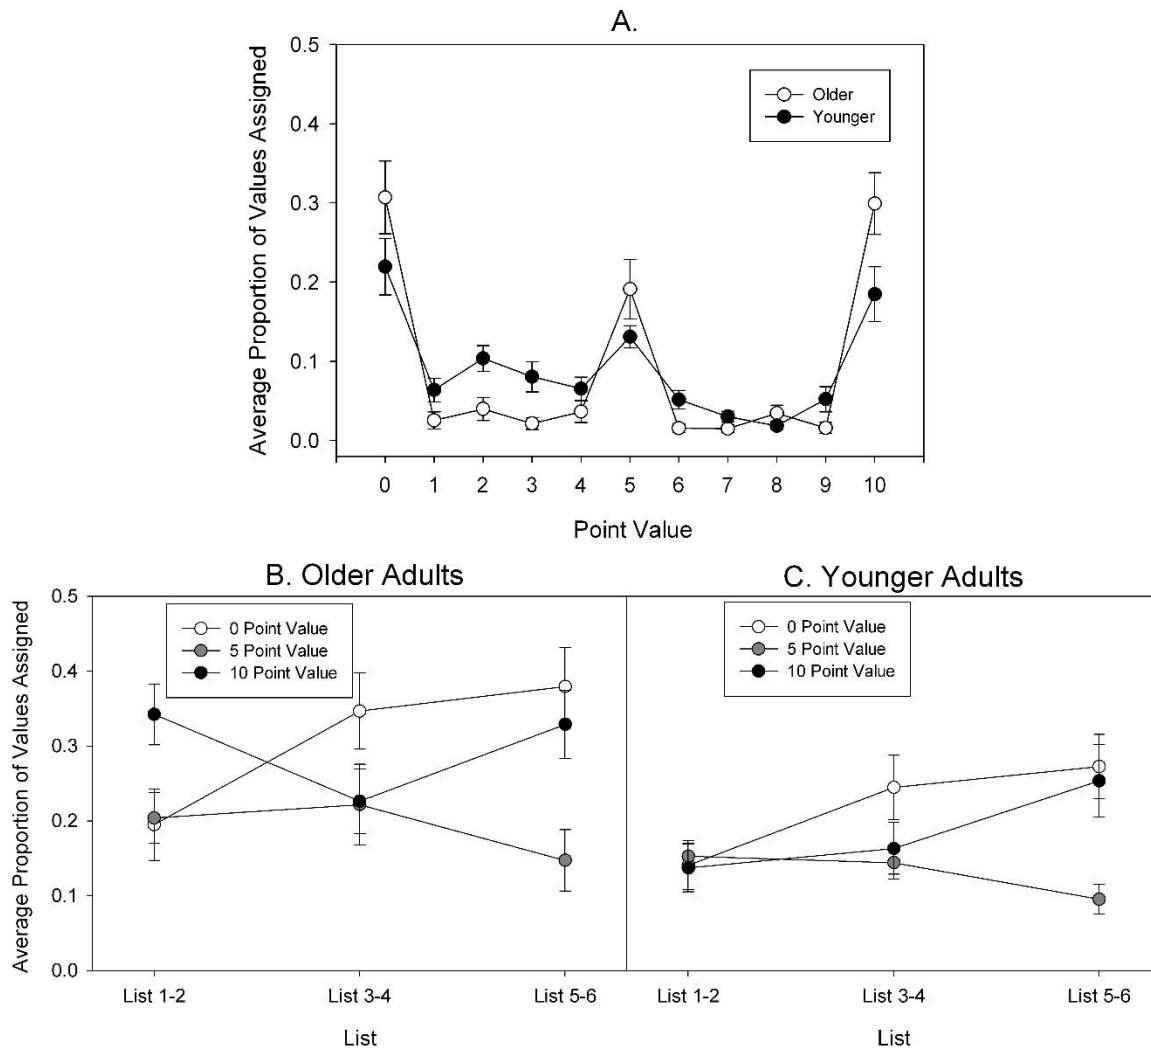 A.
Average Proportion of Values Assigned
0.5
0.4
0.3
0.2
0.1
0.0
Older
Younger
0 1 2 3 4 5 6 7 8 9 10
Point Value
B. Older Adults
Average Proportion of Values Assigned
0.5
0.4
0.3
0.2
0.1
0.0
0 Point Value
5 Point Value
10 Point Value
List 1-2 List 3-4 List 5-6
List
C. Younger Adults
0 Point Value
5 Point Value
10 Point Value
List 1-2 List 3-4 List 5-6
List